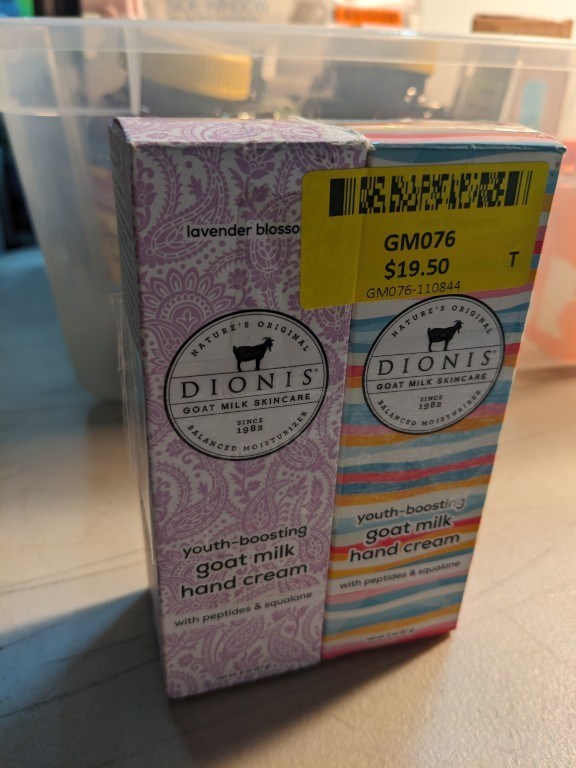 lavender blosso
NATURE'S ORIGINAL
DIONIS
GOAT MILK SKINCARE
SINCE
1982
BALANCED MOISTURIZER
youth-boosting
goat milk
hand cream
with peptides & squalane
GM076
$19.50
T
GM076-110844
NATURE'S ORIGINAL
DIONIS
GOAT MILK SKINCARE
SINCE
1982
BALANCED MOISTURIZER
youth-boosting
goat milk
hand cream
with peptides & squalane